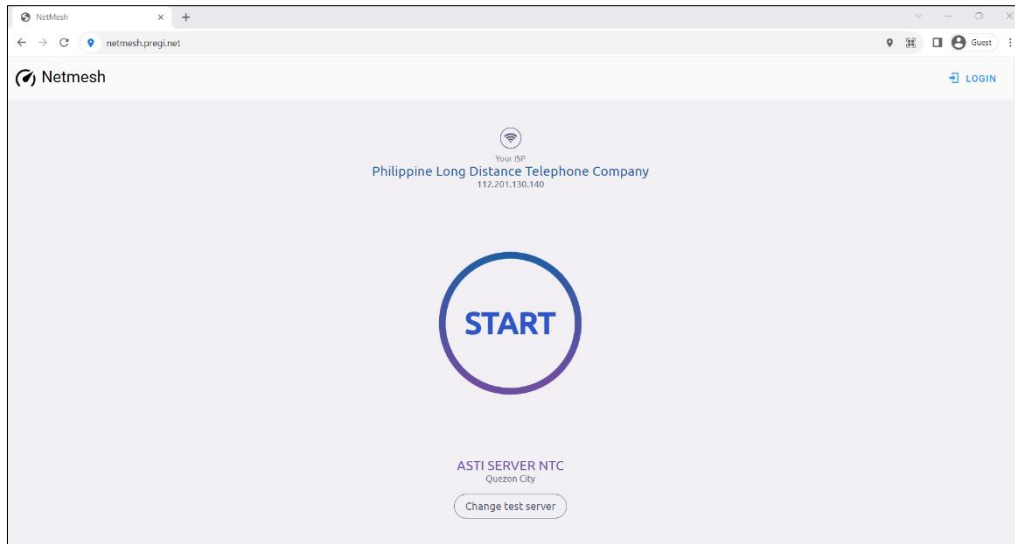 NetMesh
netmesh.pregi.net
Guest
Netmesh
LOGIN
Your ISP
Philippine Long Distance Telephone Company
112.201.130.140
START
ASTI SERVER NTC
Quezon City
Change test server